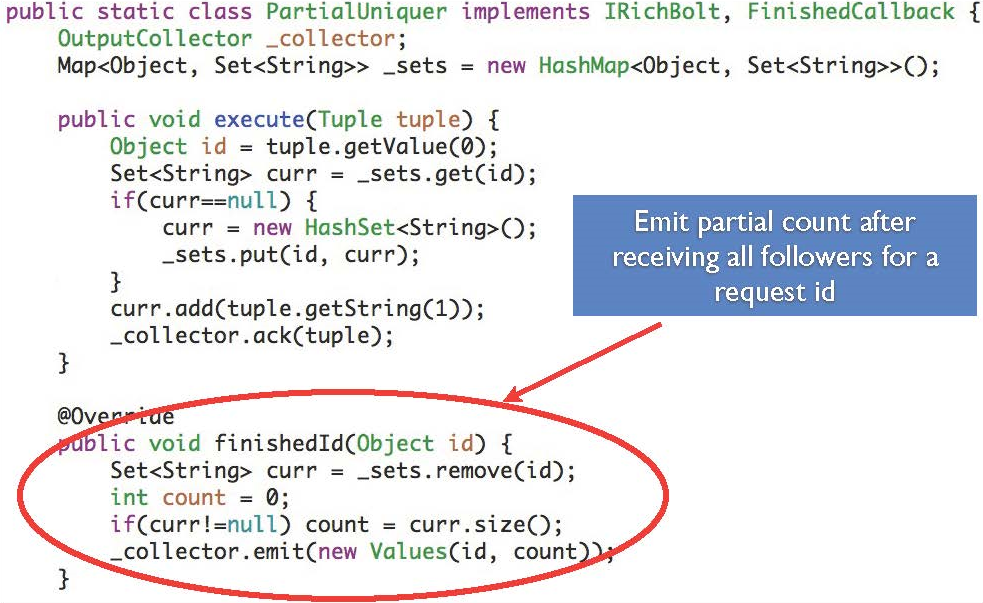 public static class PartialUniquer implements IRichBolt, FinishedCallback {
OutputCollector _collector;
Map<Object, Set<String>> _sets = new HashMap<Object, Set<String>>();
public void execute(Tuple tuple) {
Object id = tuple.getValue(0);
Set<String> curr = _sets.get(id);
if(curr==null) {
curr = new HashSet<String>();
_sets.put(id, curr);
}
curr.add(tuple.getString(1));
_collector.ack(tuple);
}
Emit partial count after
receiving all followers for a
request id
@Override
public void finishedId(Object id) {
Set<String> curr = _sets.remove(id);
int count = 0;
if(curr!=null) count = curr.size();
_collector.emit(new Values(id, count));
}